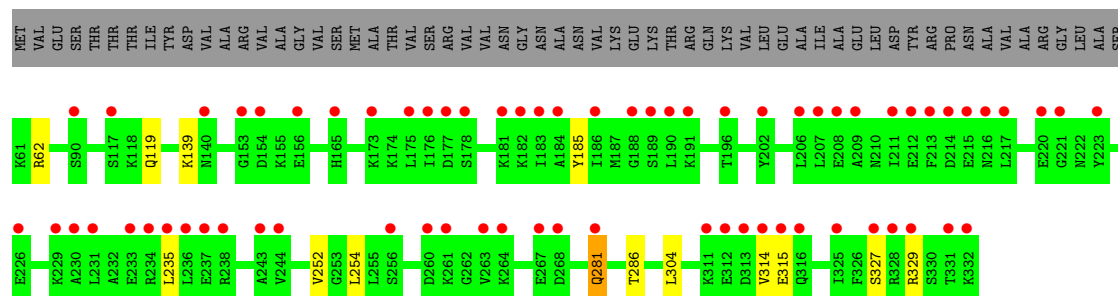 MET VAL GLU SER THR THR THR ILE TYR ASP VAL ALA ARG VAL ALA GLY VAL SER MET ALA THR VAL SER ARG VAL VAL ASN GLY ASN ALA ASN VAL LYS GLU LYS THR ARG GLN LYS VAL LEU GLU ALA ILE ALA GLU LEU ASP TYR ARG PRO ASN ALA VAL ALA ARG GLY LEU ALA SER
K61 R62 S90 S117 K118 Q119 K139 N140 G153 D154 K155 E156 H165 K173 K174 L175 I176 D177 S178 K181 K182 I183 A184 Y185 I186 M187 G188 S189 L190 K191 T196 Y202 L206 L207 E208 A209 N210 I211 E212 F213 D214 E215 N216 L217 E220 G221 N222 Y223
E226 K229 A230 L231 A232 E233 R234 L235 L236 E237 R238 A243 V244 V252 G253 L254 L255 S256 D260 K261 G262 V263 K264 E267 D268 Q281 T286 L304 K311 E312 D313 V314 E315 Q316 I325 F326 S327 R328 R329 S330 T331 K332